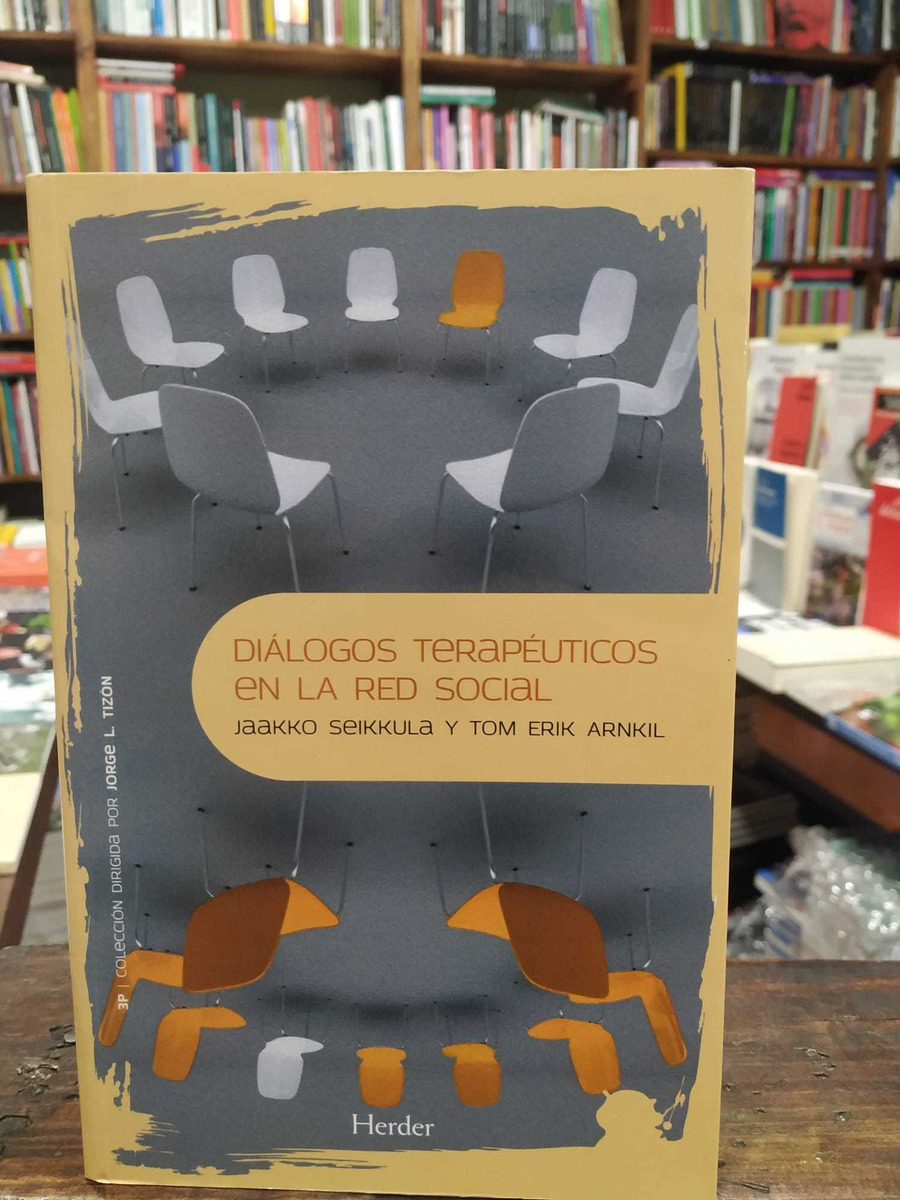 DIÁLOGOS TERAPÉUTICOS
EN LA RED SOCIAL
JAAKKO SEIKKULA Y TOM ERIK ARNKIL
3P | COLECCIÓN DIRIGIDA POR JORGE L. TIZÓN
Herder